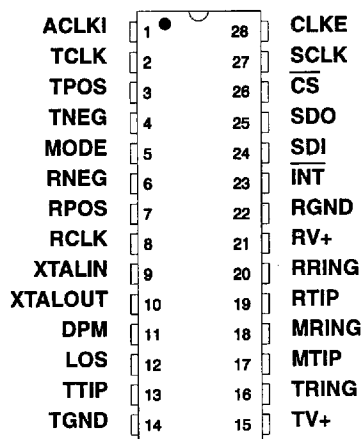 ACLKI 1 28 CLKE
TCLK 2 27 SCLK
TPOS 3 26 CS
TNEG 4 25 SDO
MODE 5 24 SDI
RNEG 6 23 INT
RPOS 7 22 RGND
RCLK 8 21 RV+
XTALIN 9 20 RRING
XTALOUT 10 19 RTIP
DPM 11 18 MRING
LOS 12 17 MTIP
TTIP 13 16 TRING
TGND 14 15 TV+